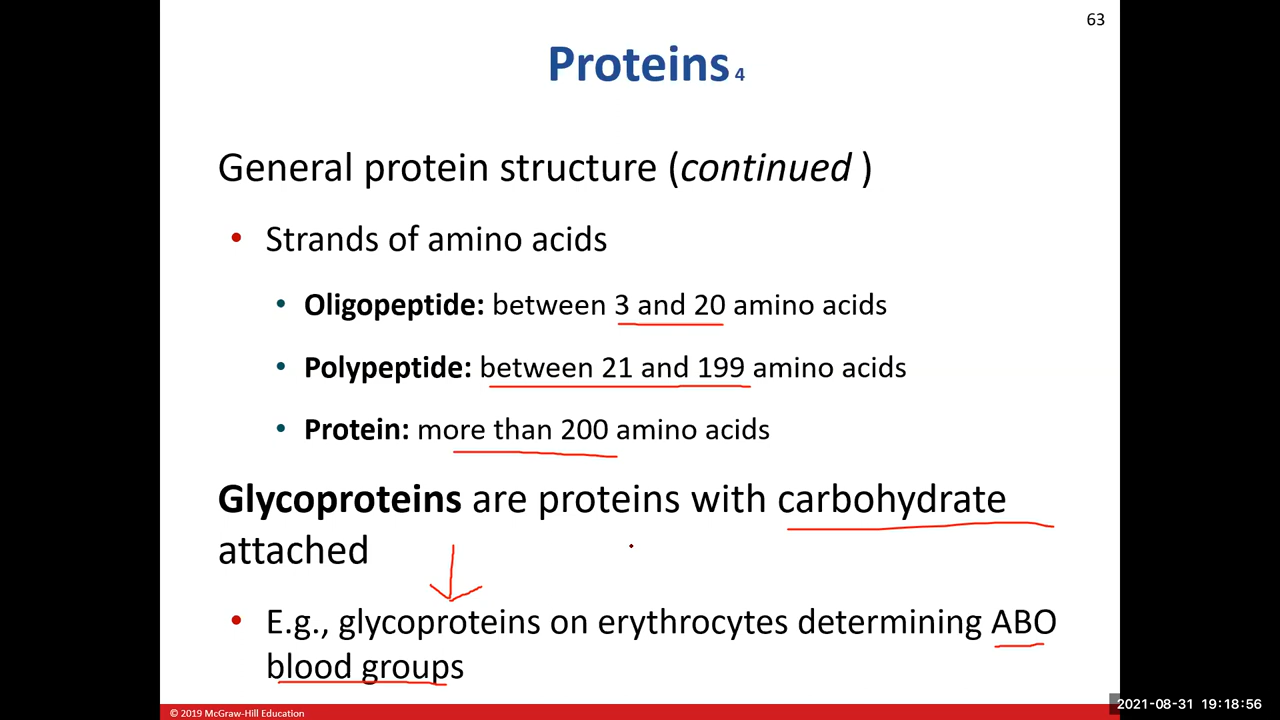 63
Proteins 4
General protein structure (continued )
• Strands of amino acids
• Oligopeptide: between 3 and 20 amino acids
• Polypeptide: between 21 and 199 amino acids
• Protein: more than 200 amino acids
Glycoproteins are proteins with carbohydrate
attached
• E.g., glycoproteins on erythrocytes determining ABO
blood groups
© 2019 McGraw-Hill Education
2021-08-31 19:18:56